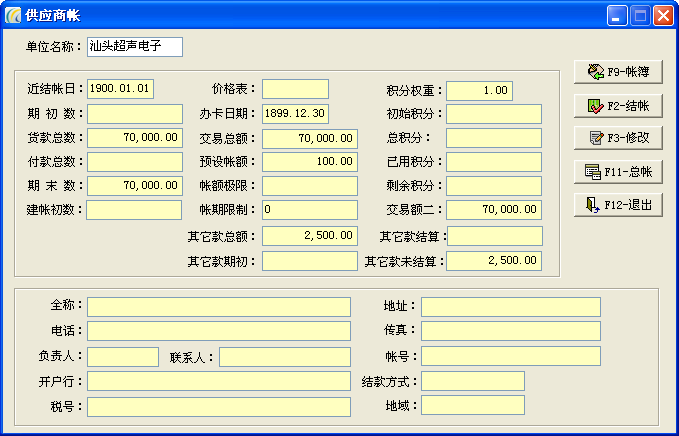 供应商帐
单位名称： 汕头超声电子
近结帐日： 1900.01.01 价格表： 积分权重： 1.00 F9-帐簿
期 初 数： 办卡日期： 1899.12.30 初始积分： F2-结帐
货款总数： 70,000.00 交易总额： 70,000.00 总积分： F3-修改
付款总数： 预设帐额： 100.00 已用积分： F11-总帐
期 末 数： 70,000.00 帐额极限： 剩余积分：
建帐初数： 帐期限制： 0 交易额二： 70,000.00 F12-退出
其它款总额： 2,500.00 其它款结算：
其它款期初： 其它款未结算： 2,500.00
全称： 地址：
电话： 传真：
负责人： 联系人： 帐号：
开户行： 结款方式：
税号： 地域：